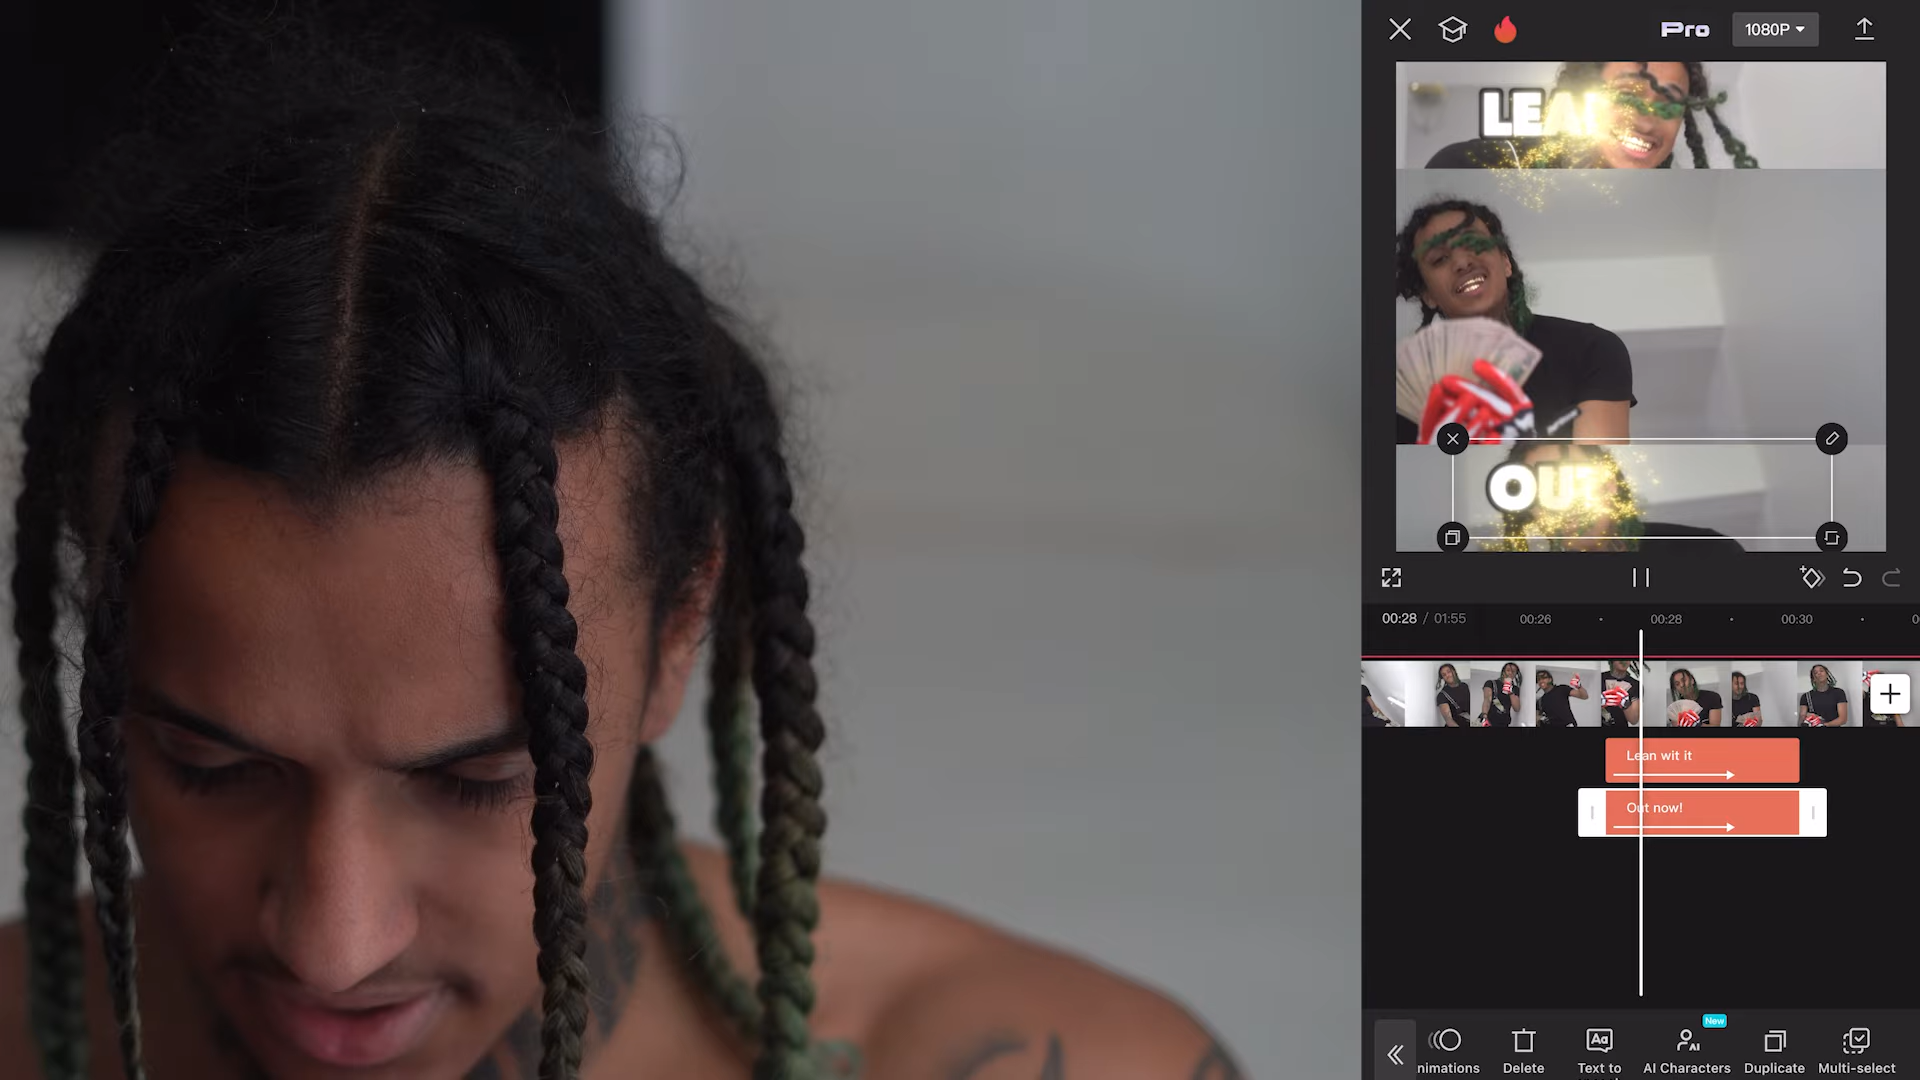 Pro
1080P
LEA
OUT
00:28 / 01:55
00:26
00:28
00:30
Lean wit it
Out now!
New
nimations
Delete
Text to
AI Characters
Duplicate
Multi-select